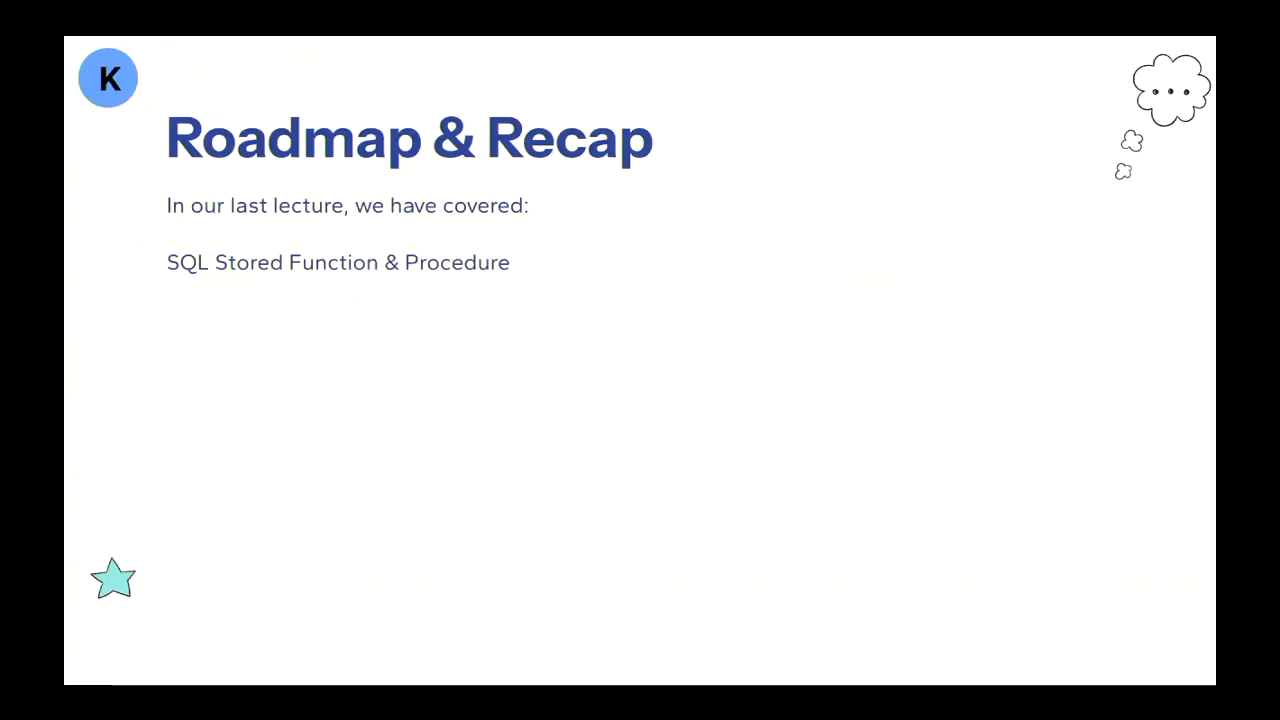 K
Roadmap & Recap
In our last lecture, we have covered:
SQL Stored Function & Procedure